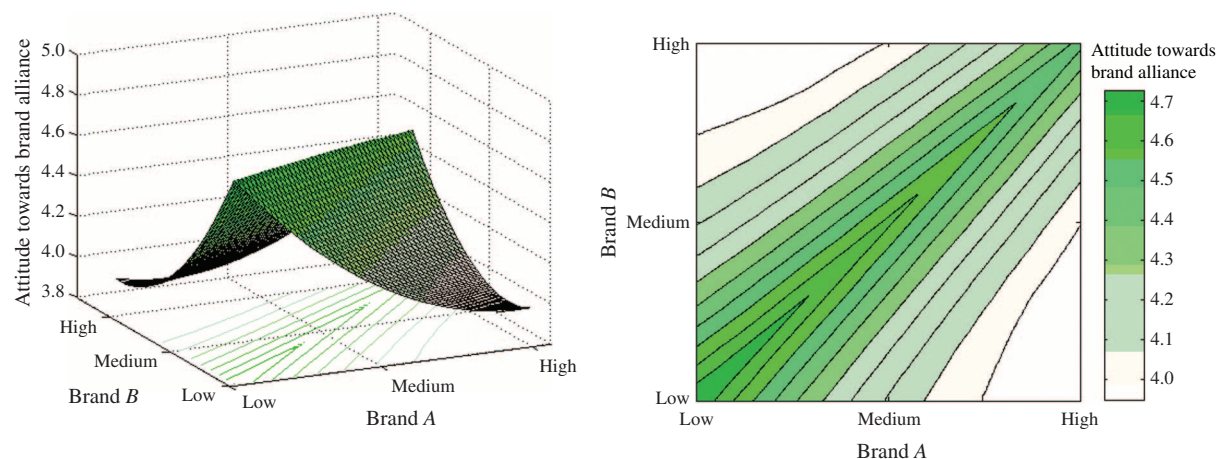 Attitude towards brand alliance
5.0
4.8
4.6
4.4
4.2
4.0
3.8
High
Medium
Low
Brand B
Low
Medium
High
Brand A
High
Medium
Low
Brand B
Low
Medium
High
Brand A
Attitude towards
brand alliance
4.7
4.6
4.5
4.4
4.3
4.2
4.1
4.0